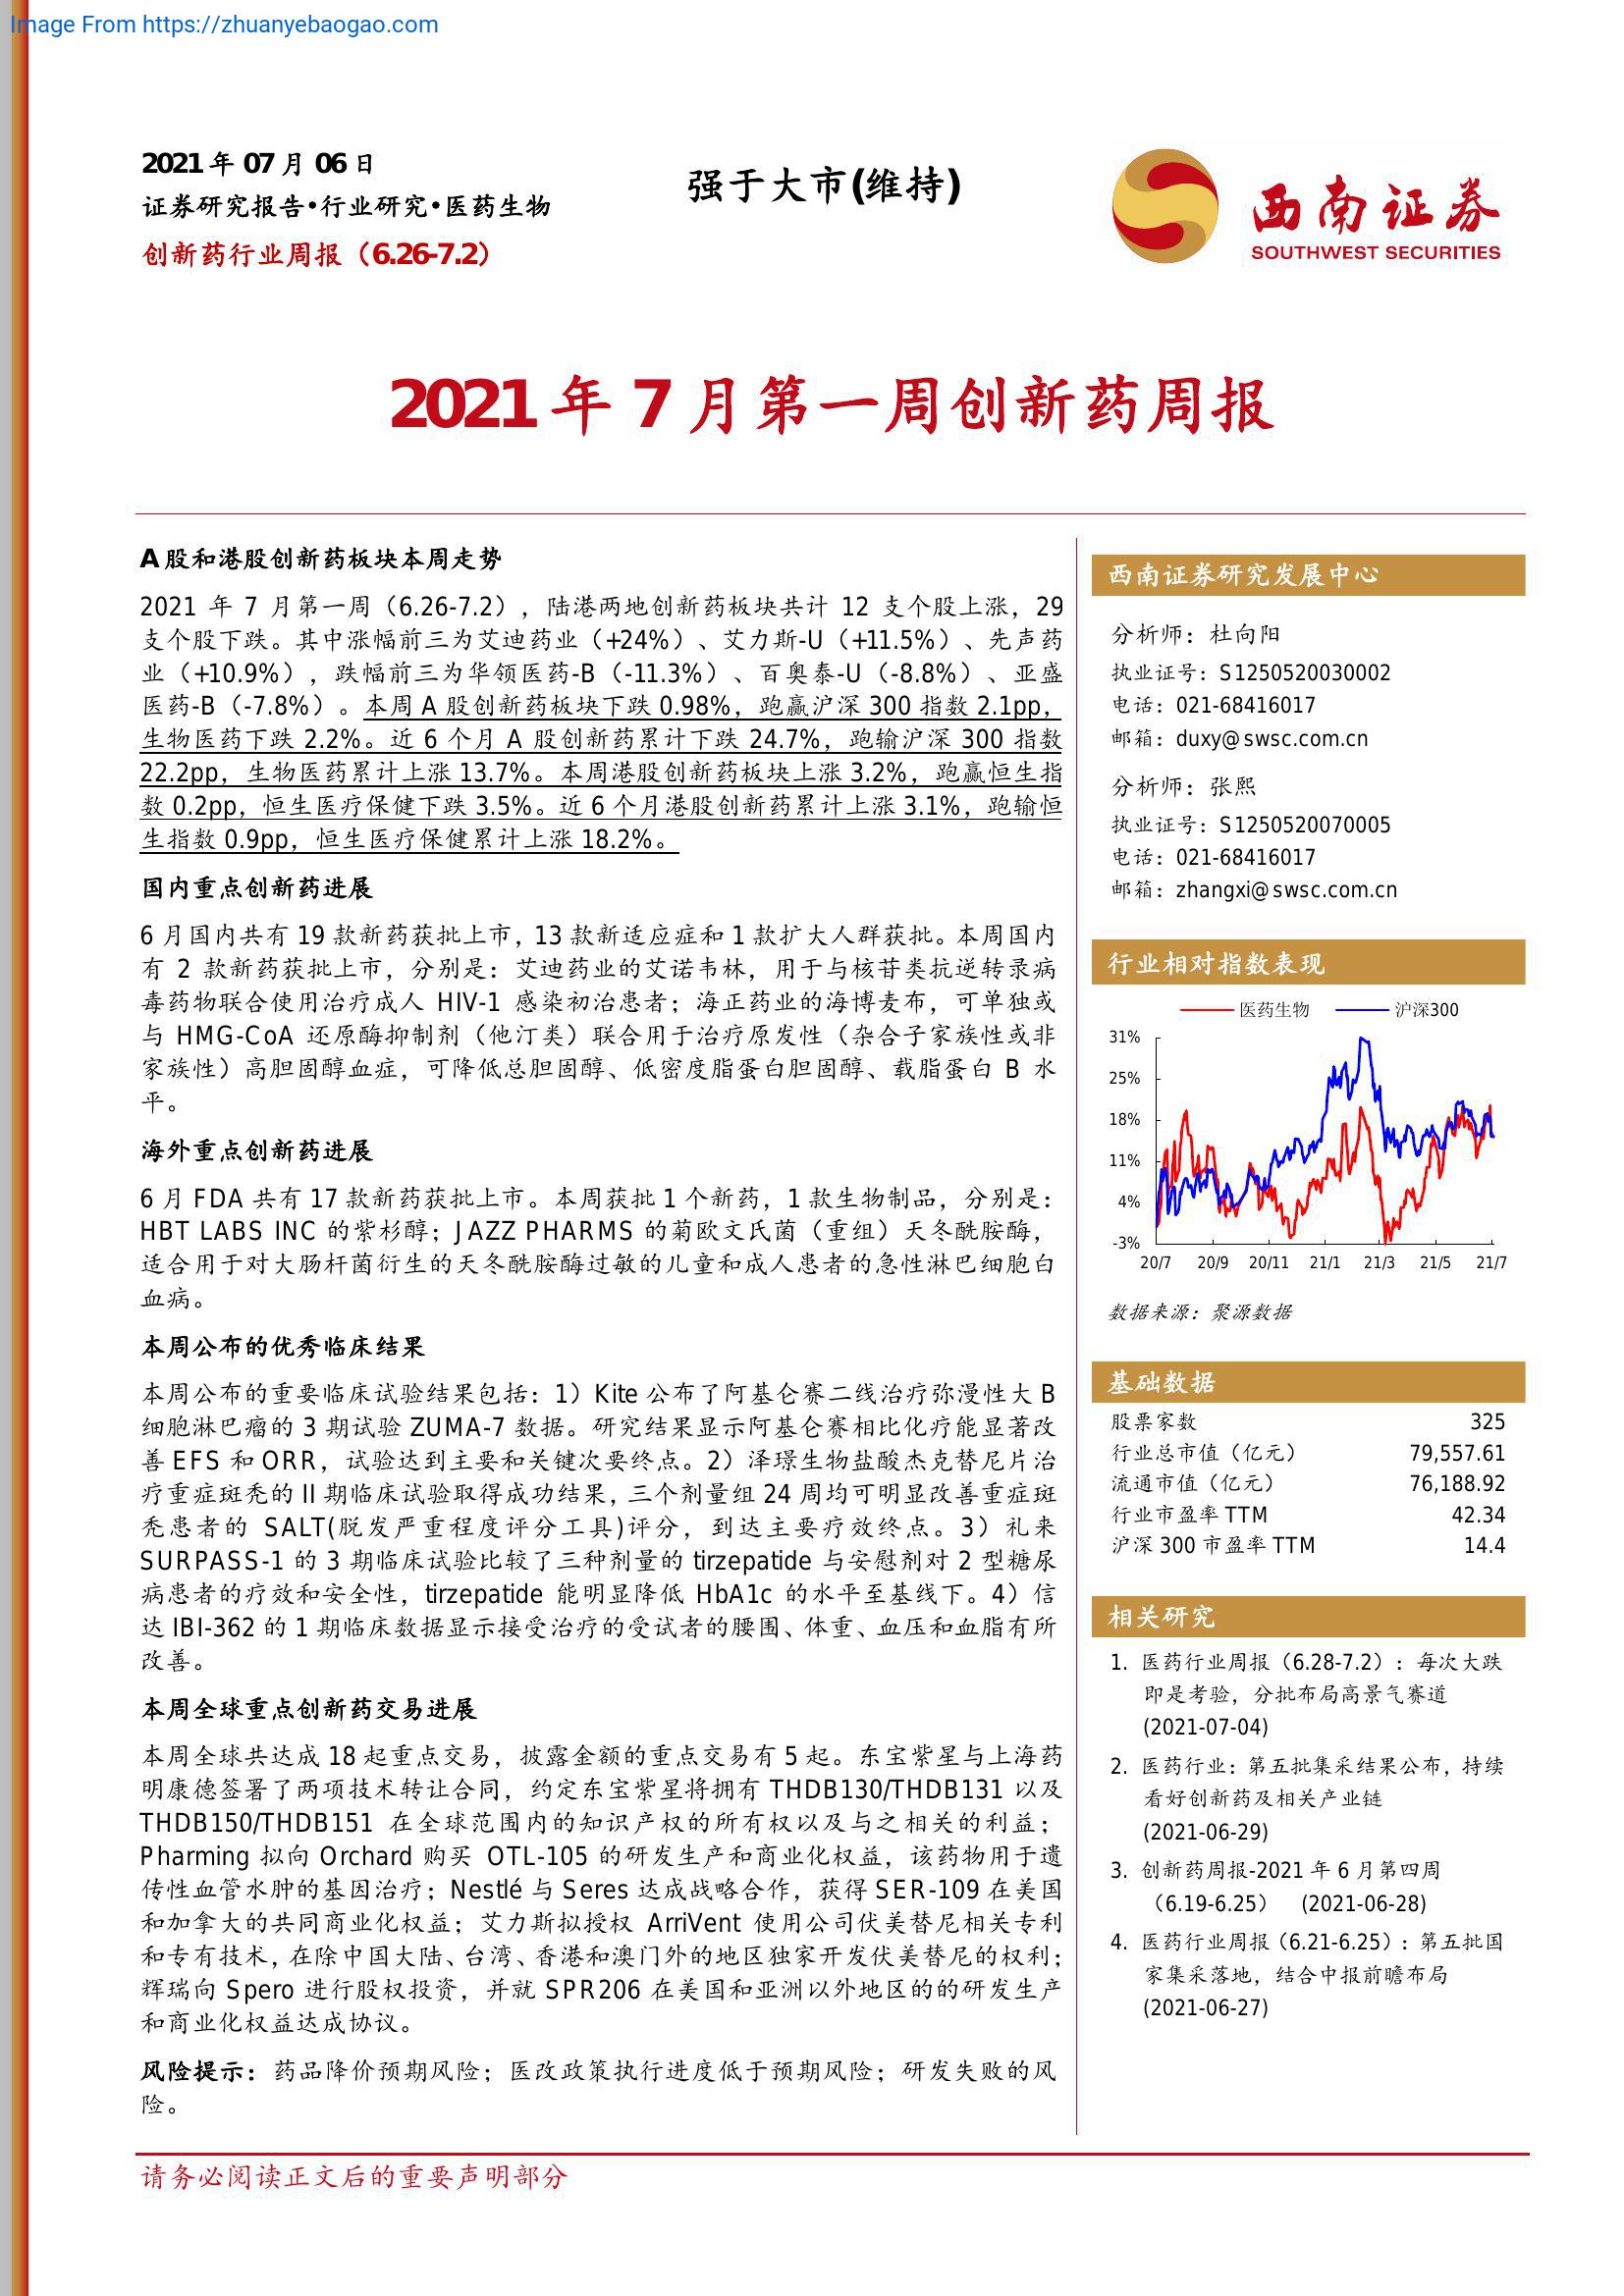 Image From https://zhuanyebaogao.com
2021 年 07 月 06 日
证券研究报告•行业研究•医药生物
创新药行业周报（6.26-7.2）
强于大市(维持)
西南证券
SOUTHWEST SECURITIES
2021 年 7 月第一周创新药周报
A 股和港股创新药板块本周走势
2021 年 7 月第一周（6.26-7.2），陆港两地创新药板块共计 12 支个股上涨，29
支个股下跌。其中涨幅前三为艾迪药业（+24%）、艾力斯-U（+11.5%）、先声药
业（+10.9%），跌幅前三为华领医药-B（-11.3%）、百奥泰-U（-8.8%）、亚盛
医药-B（-7.8%）。本周 A 股创新药板块下跌 0.98%，跑赢沪深 300 指数 2.1pp，
生物医药下跌 2.2%。近 6 个月 A 股创新药累计下跌 24.7%，跑输沪深 300 指数
22.2pp，生物医药累计上涨 13.7%。本周港股创新药板块上涨 3.2%，跑赢恒生指
数 0.2pp，恒生医疗保健下跌 3.5%。近 6 个月港股创新药累计上涨 3.1%，跑输恒
生指数 0.9pp，恒生医疗保健累计上涨 18.2%。
国内重点创新药进展
6 月国内共有 19 款新药获批上市，13 款新适应症和 1 款扩大人群获批。本周国内
有 2 款新药获批上市，分别是：艾迪药业的艾诺韦林，用于与核苷类抗逆转录病
毒药物联合使用治疗成人 HIV-1 感染初治患者；海正药业的海博麦布，可单独或
与 HMG-CoA 还原酶抑制剂（他汀类）联合用于治疗原发性（杂合子家族性或非
家族性）高胆固醇血症，可降低总胆固醇、低密度脂蛋白胆固醇、载脂蛋白 B 水
平。
海外重点创新药进展
6 月 FDA 共有 17 款新药获批上市。本周获批 1 个新药，1 款生物制品，分别是：
HBT LABS INC 的紫杉醇；JAZZ PHARMS 的菊欧文氏菌（重组）天冬酰胺酶，
适合用于对大肠杆菌衍生的天冬酰胺酶过敏的儿童和成人患者的急性淋巴细胞白
血病。
本周公布的优秀临床结果
本周公布的重要临床试验结果包括：1）Kite 公布了阿基仑赛二线治疗弥漫性大 B
细胞淋巴瘤的 3 期试验 ZUMA-7 数据。研究结果显示阿基仑赛相比化疗能显著改
善 EFS 和 ORR，试验达到主要和关键次要终点。2）泽璟生物盐酸杰克替尼片治
疗重症斑秃的 II 期临床试验取得成功结果，三个剂量组 24 周均可明显改善重症斑
秃患者的 SALT(脱发严重程度评分工具)评分，到达主要疗效终点。3）礼来
SURPASS-1 的 3 期临床试验比较了三种剂量的 tirzepatide 与安慰剂对 2 型糖尿
病患者的疗效和安全性，tirzepatide 能明显降低 HbA1c 的水平至基线下。4）信
达 IBI-362 的 1 期临床数据显示接受治疗的受试者的腰围、体重、血压和血脂有所
改善。
本周全球重点创新药交易进展
本周全球共达成 18 起重点交易，披露金额的重点交易有 5 起。东宝紫星与上海药
明康德签署了两项技术转让合同，约定东宝紫星将拥有 THDB130/THDB131 以及
THDB150/THDB151 在全球范围内的知识产权的所有权以及与之相关的利益；
Pharming 拟向 Orchard 购买 OTL-105 的研发生产和商业化权益，该药物用于遗
传性血管水肿的基因治疗；Nestlé 与 Seres 达成战略合作，获得 SER-109 在美国
和加拿大的共同商业化权益；艾力斯拟授权 ArriVent 使用公司伏美替尼相关专利
和专有技术，在除中国大陆、台湾、香港和澳门外的地区独家开发伏美替尼的权利；
辉瑞向 Spero 进行股权投资，并就 SPR206 在美国和亚洲以外地区的的研发生产
和商业化权益达成协议。
风险提示：药品降价预期风险；医改政策执行进度低于预期风险；研发失败的风
险。
西南证券研究发展中心
分析师：杜向阳
执业证号：S1250520030002
电话：021-68416017
邮箱：duxy@swsc.com.cn
分析师：张熙
执业证号：S1250520070005
电话：021-68416017
邮箱：zhangxi@swsc.com.cn
行业相对指数表现
医药生物 沪深300
31%
25%
18%
11%
4%
-3%
20/7 20/9 20/11 21/1 21/3 21/5 21/7
数据来源：聚源数据
基础数据
股票家数 325
行业总市值（亿元） 79,557.61
流通市值（亿元） 76,188.92
行业市盈率 TTM 42.34
沪深 300 市盈率 TTM 14.4
相关研究
1. 医药行业周报（6.28-7.2）：每次大跌
即是考验，分批布局高景气赛道
(2021-07-04)
2. 医药行业：第五批集采结果公布，持续
看好创新药及相关产业链
(2021-06-29)
3. 创新药周报-2021 年 6 月第四周
（6.19-6.25） (2021-06-28)
4. 医药行业周报（6.21-6.25）：第五批国
家集采落地，结合中报前瞻布局
(2021-06-27)
请务必阅读正文后的重要声明部分